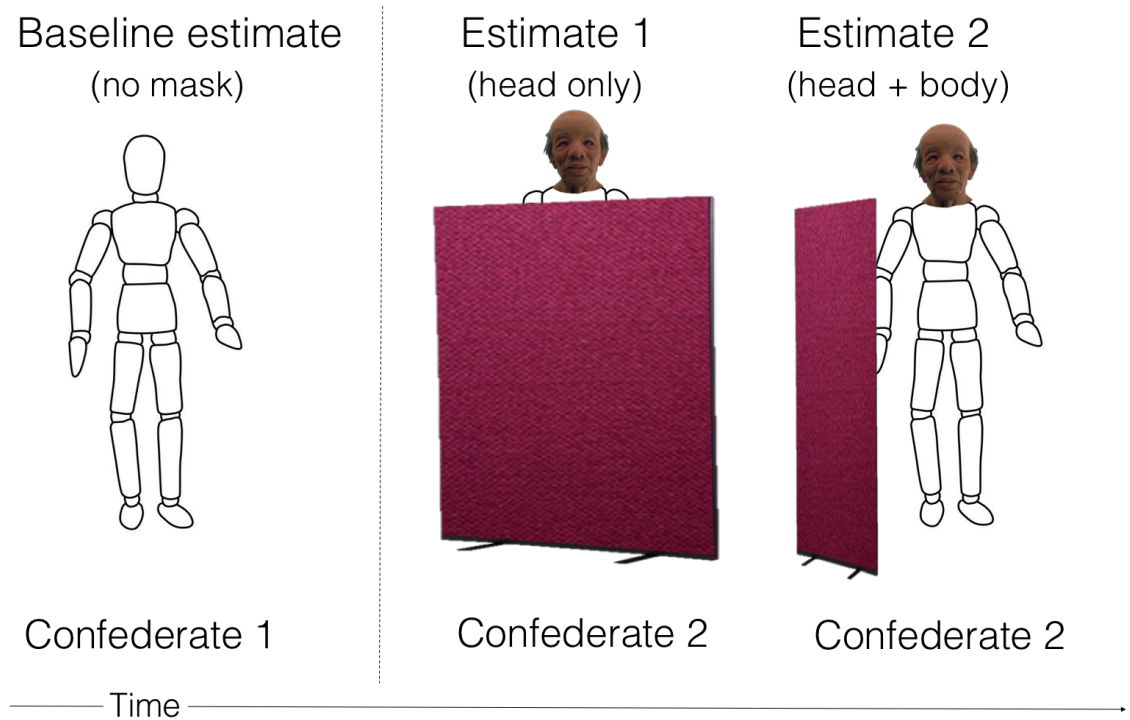 Baseline estimate
(no mask)
Estimate 1
(head only)
Estimate 2
(head + body)
Confederate 1
Confederate 2
Confederate 2
Time